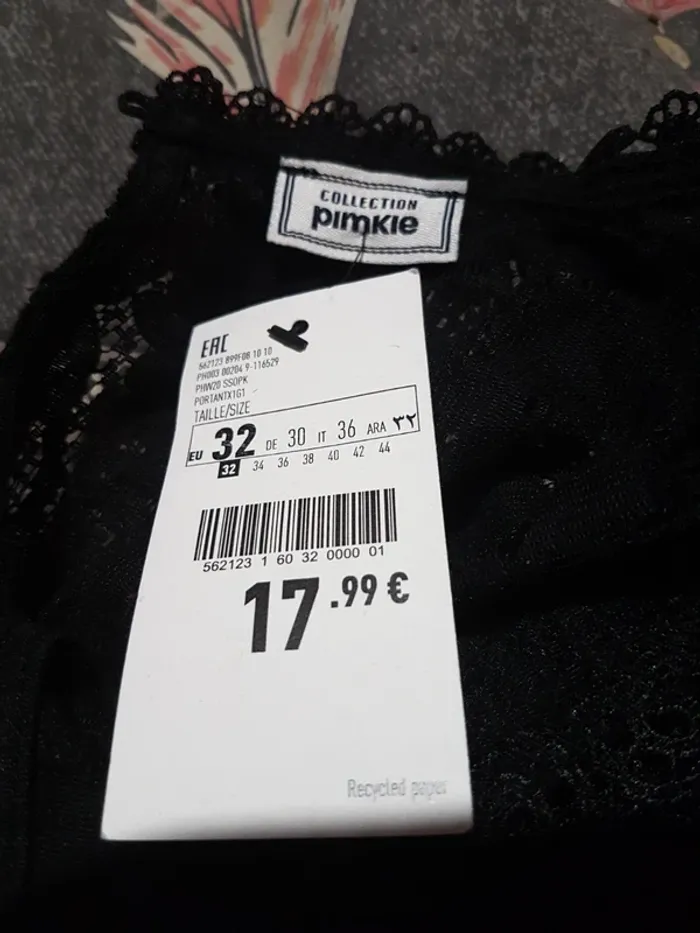 COLLECTION
pimkie
EAC
562123 899F08 10 10
PH003 00204 9-116529
PHW20 SSOPK
PORTANTX1G1
TAILLE/SIZE
EU 32 DE 30 IT 36 ARA ٣٢
32 34 36 38 40 42 44
562123 1 60 32 0000 01
17.99 €
Recycled paper